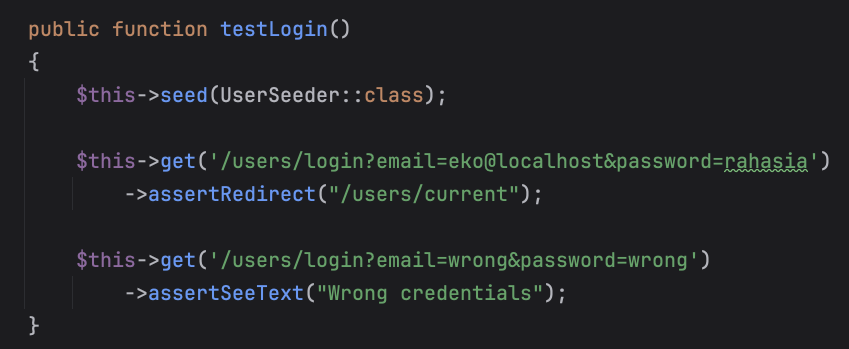 public function testLogin()
{
$this->seed(UserSeeder::class);
$this->get('/users/login?email=eko@localhost&password=rahasia')
->assertRedirect("/users/current");
$this->get('/users/login?email=wrong&password=wrong')
->assertSeeText("Wrong credentials");
}